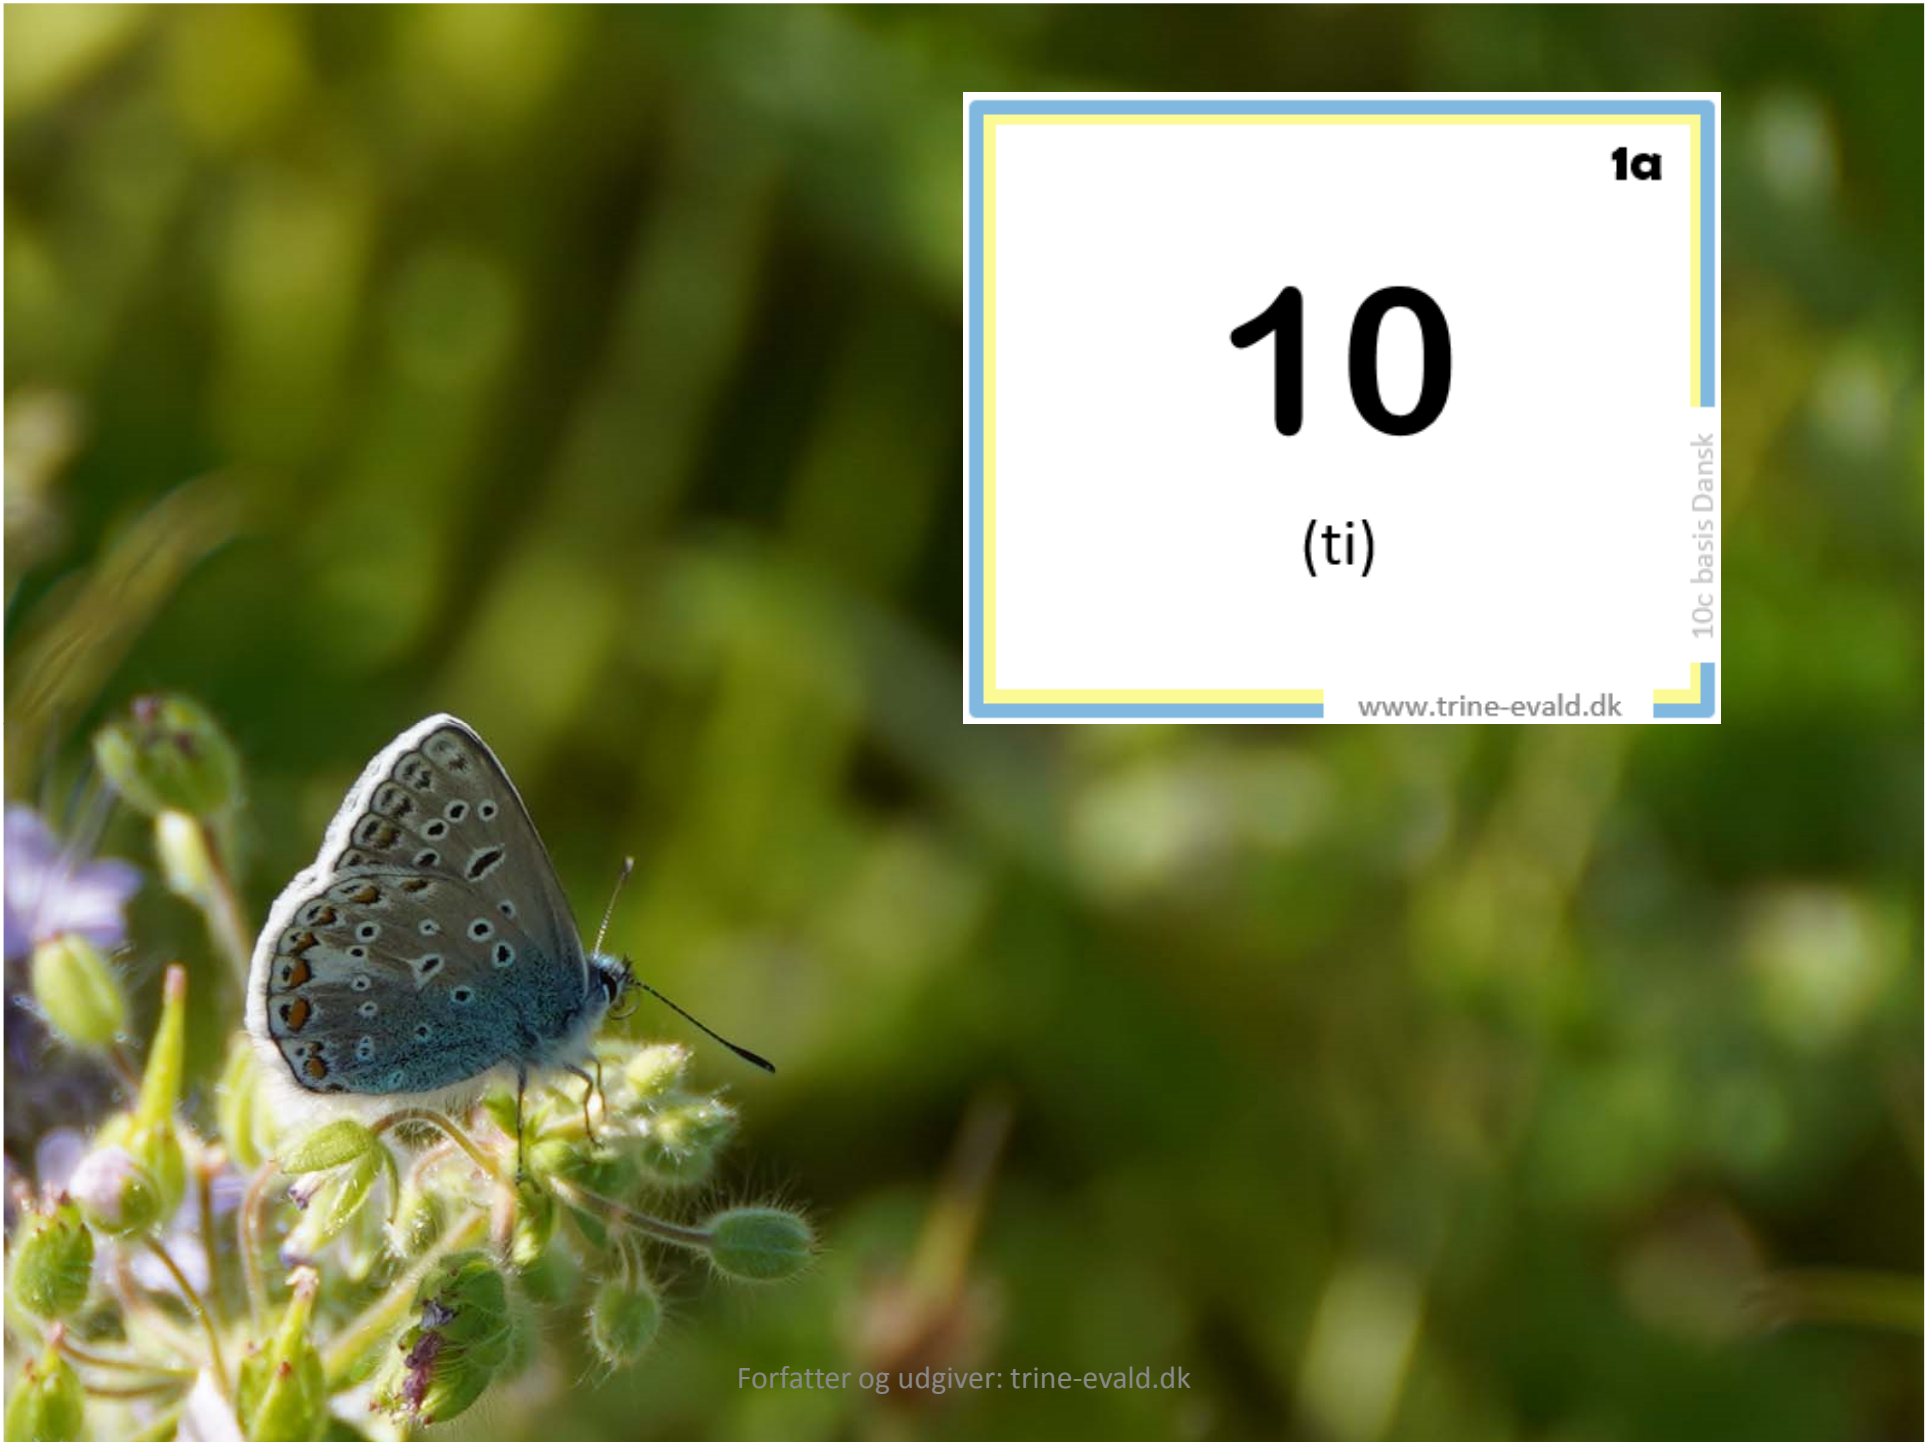 1a
10
(ti)
10c basis Dansk
www.trine-evald.dk
Forfatter og udgiver: trine-evald.dk